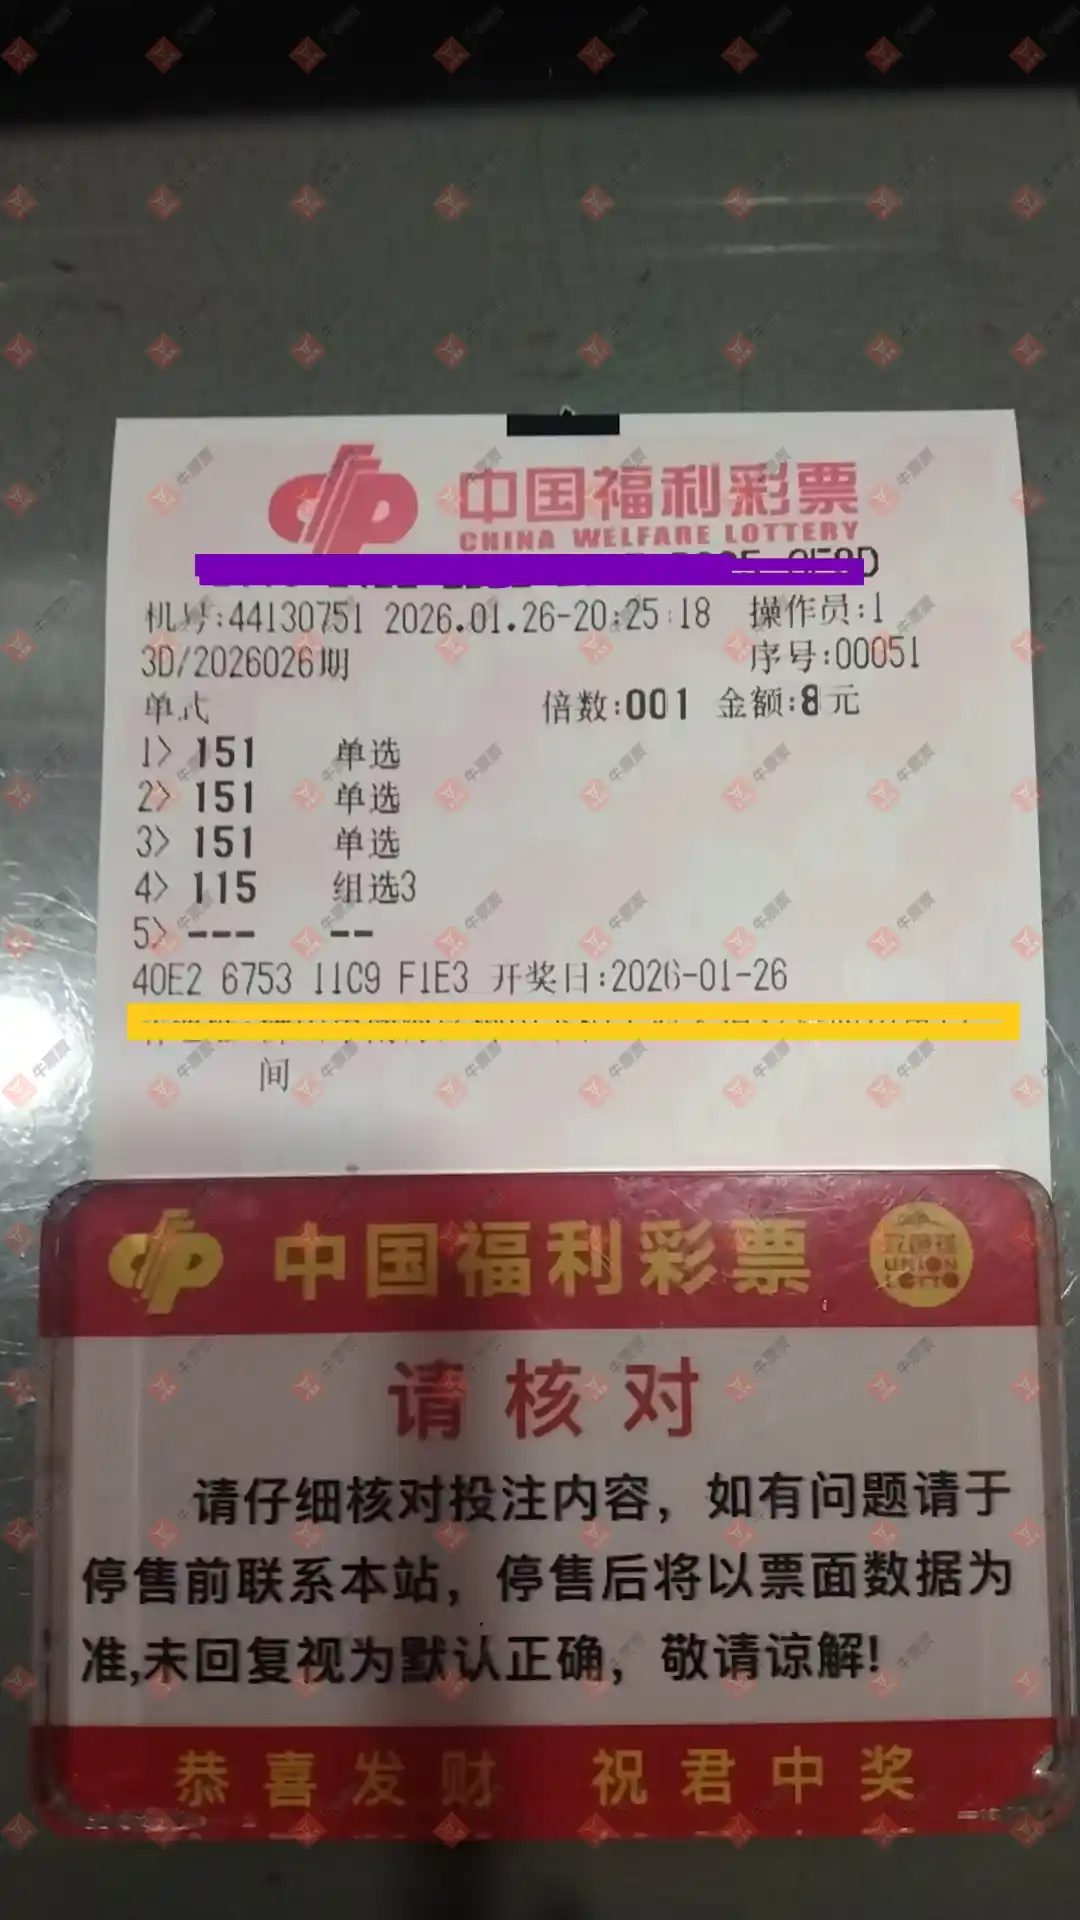 中国福利彩票
CHINA WELFARE LOTTERY
机号:44130751 2026.01.26-20:25:18 操作员:1
3D/2026026期 序号:00051
单式 倍数:001 金额:8元
1> 151 单选
2> 151 单选
3> 151 单选
4> 115 组选3
5> --- --
40E2 6753 11C9 F1E3 开奖日:2026-01-26
间
中国福利彩票
UNION LOTTO
请核对
请仔细核对投注内容，如有问题请于
停售前联系本站，停售后将以票面数据为
准,未回复视为默认正确，敬请谅解!
恭喜发财 祝君中奖
牛票票